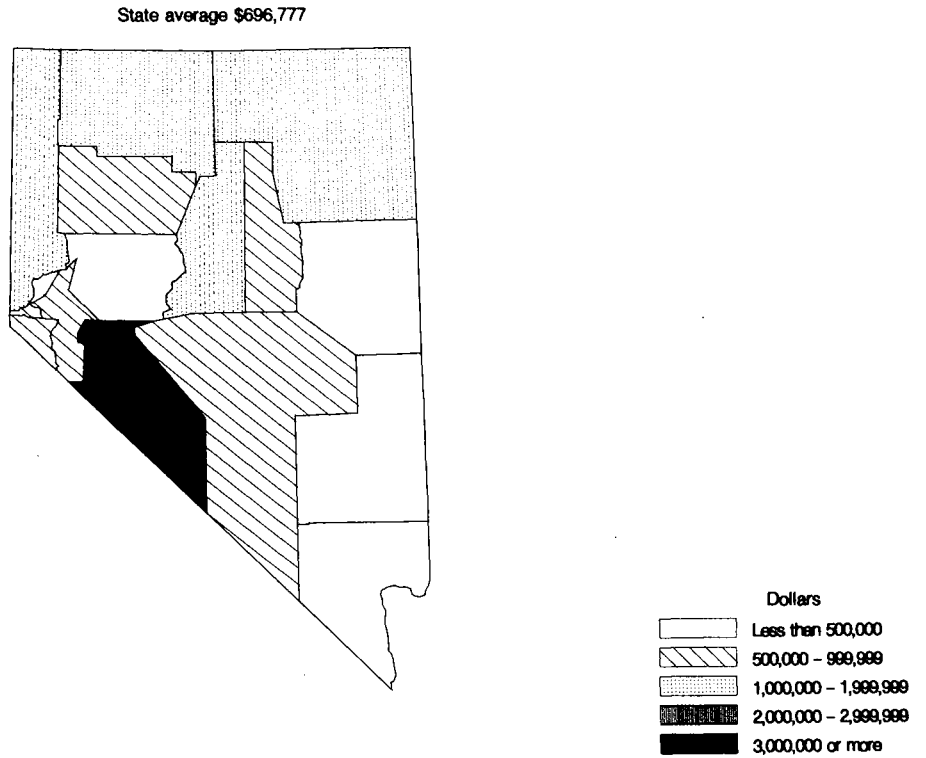 State average $696,777
Dollars
Less than 500,000
500,000 - 999,999
1,000,000 - 1,999,999
2,000,000 - 2,999,999
3,000,000 or more